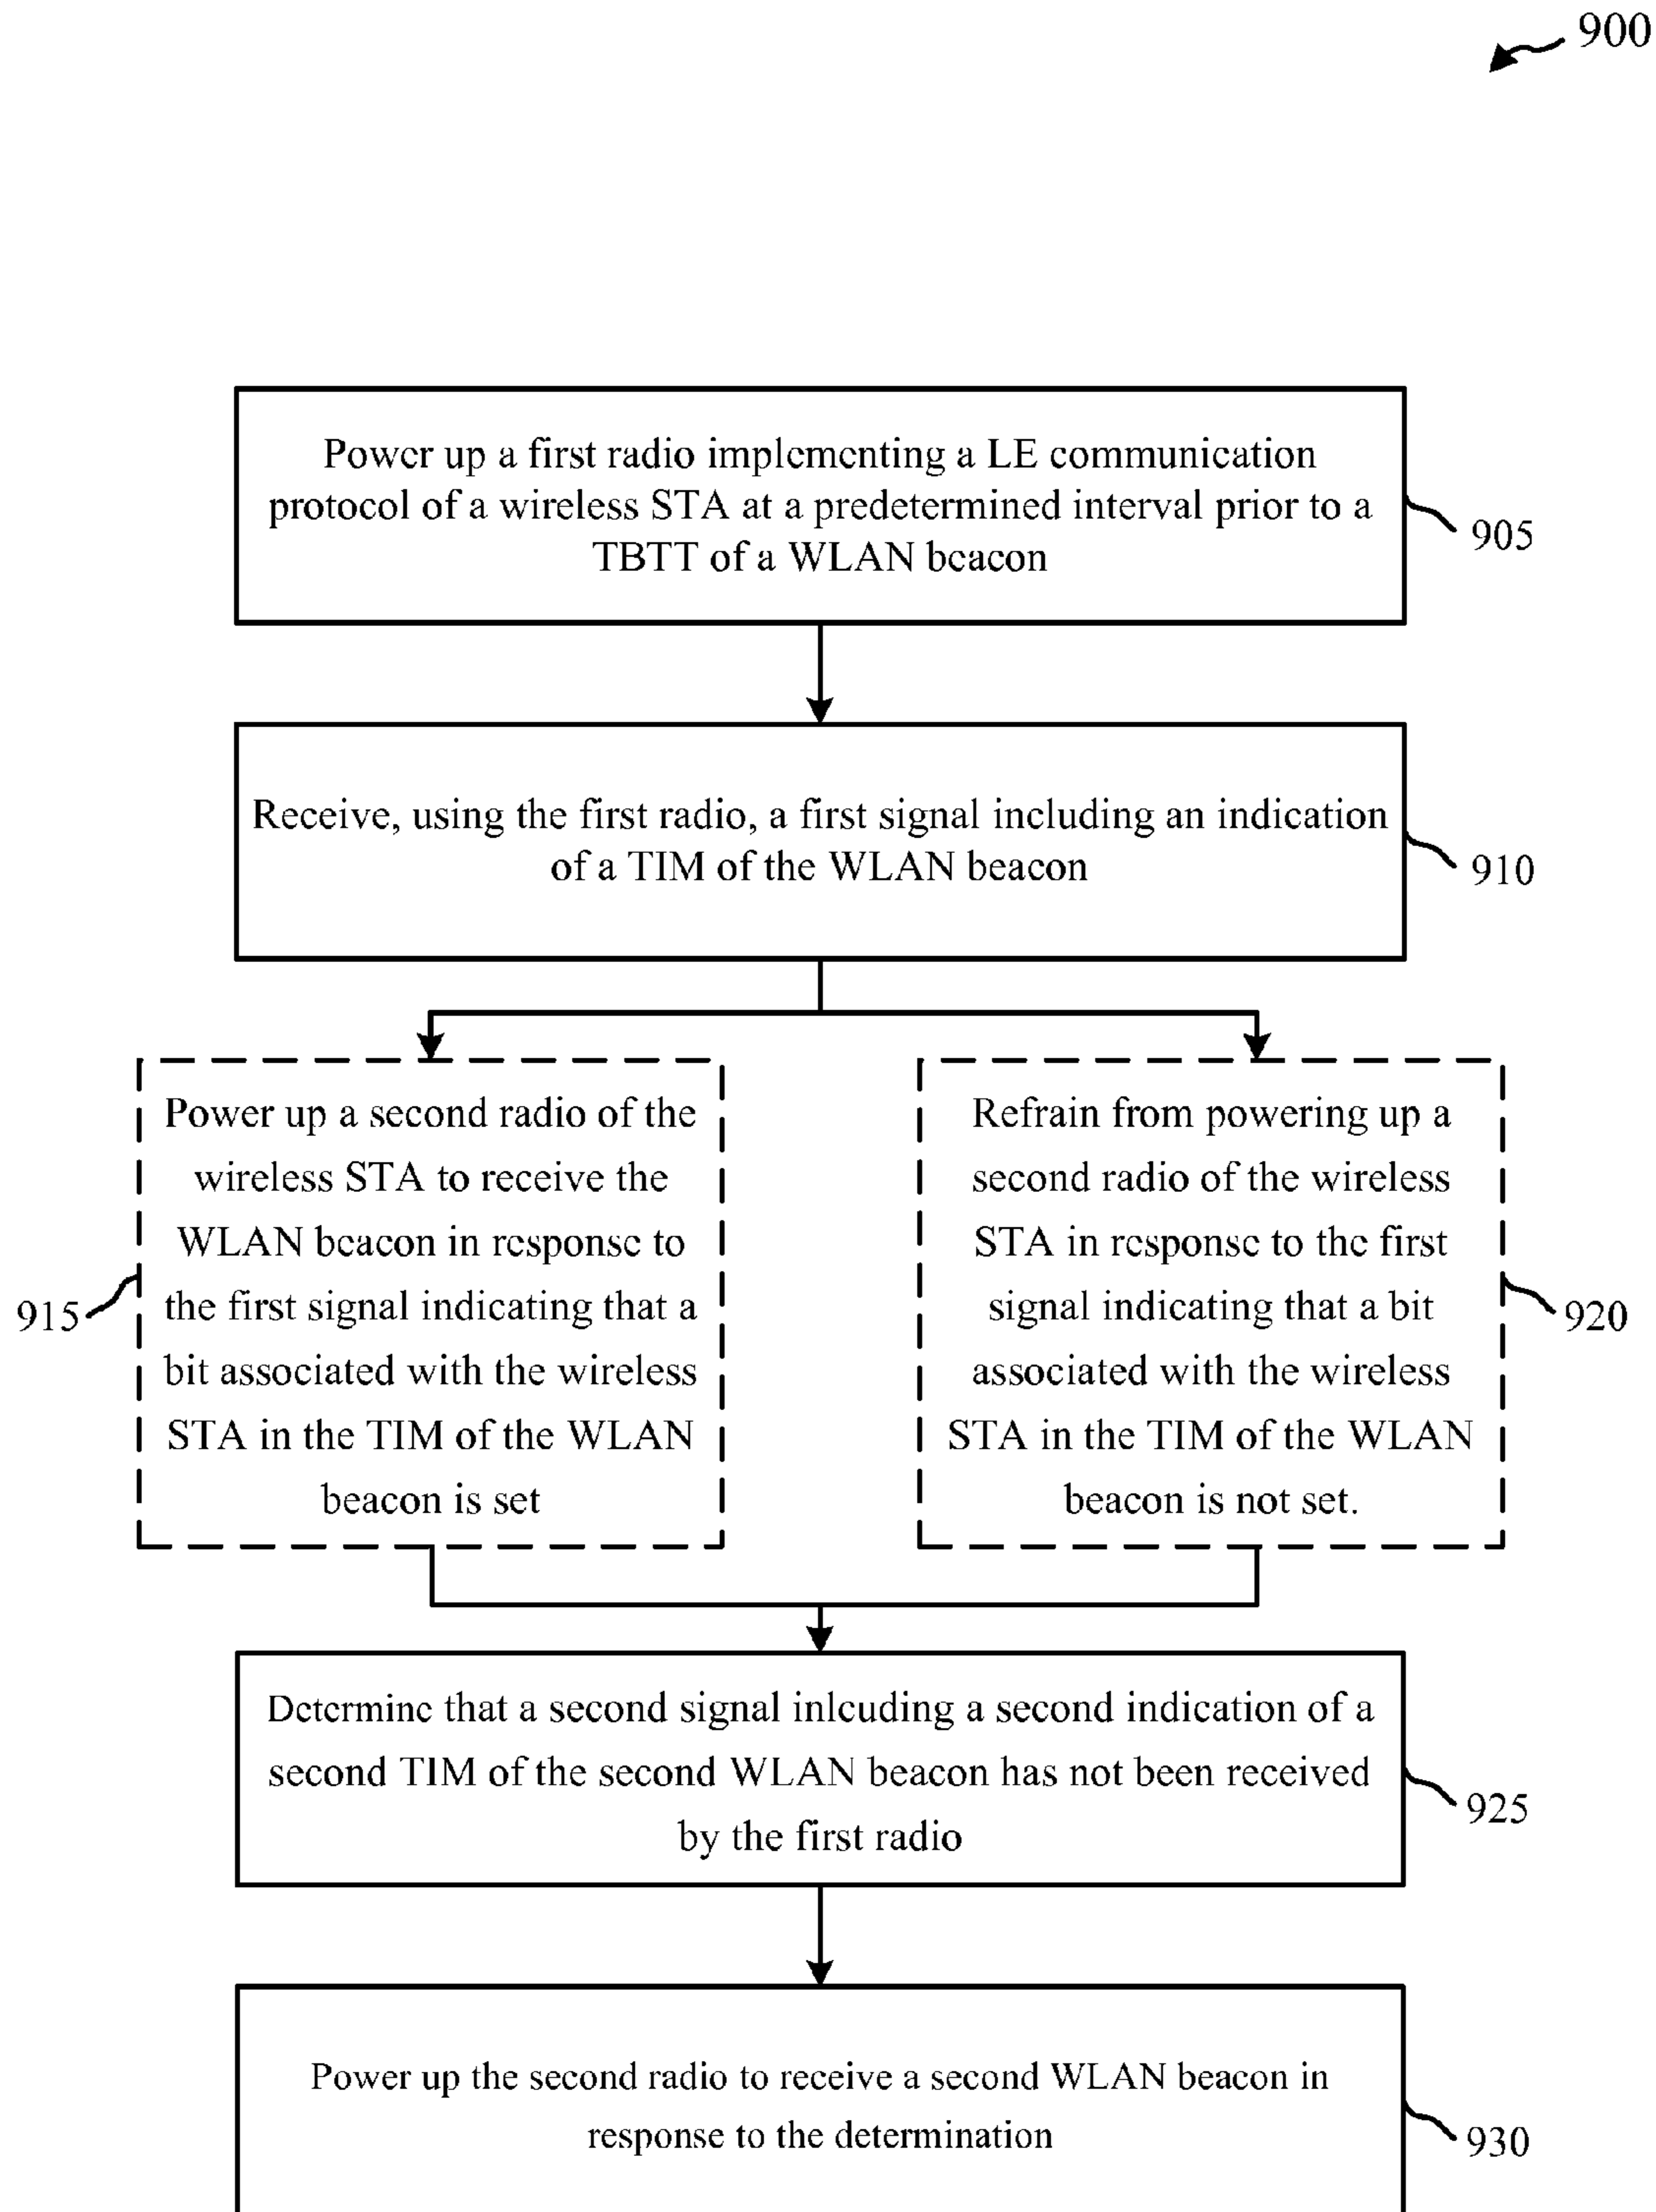 900
Power up a first radio implementing a LE communication
protocol of a wireless STA at a predetermined interval prior to a
TBTT of a WLAN beacon
905
Receive, using the first radio, a first signal including an indication
of a TIM of the WLAN beacon
910
Power up a second radio of the
wireless STA to receive the
WLAN beacon in response to
the first signal indicating that a
bit associated with the wireless
STA in the TIM of the WLAN
beacon is set
915
Refrain from powering up a
second radio of the wireless
STA in response to the first
signal indicating that a bit
associated with the wireless
STA in the TIM of the WLAN
beacon is not set.
920
Determine that a second signal inlcuding a second indication of a
second TIM of the second WLAN beacon has not been received
by the first radio
925
Power up the second radio to receive a second WLAN beacon in
response to the determination
930